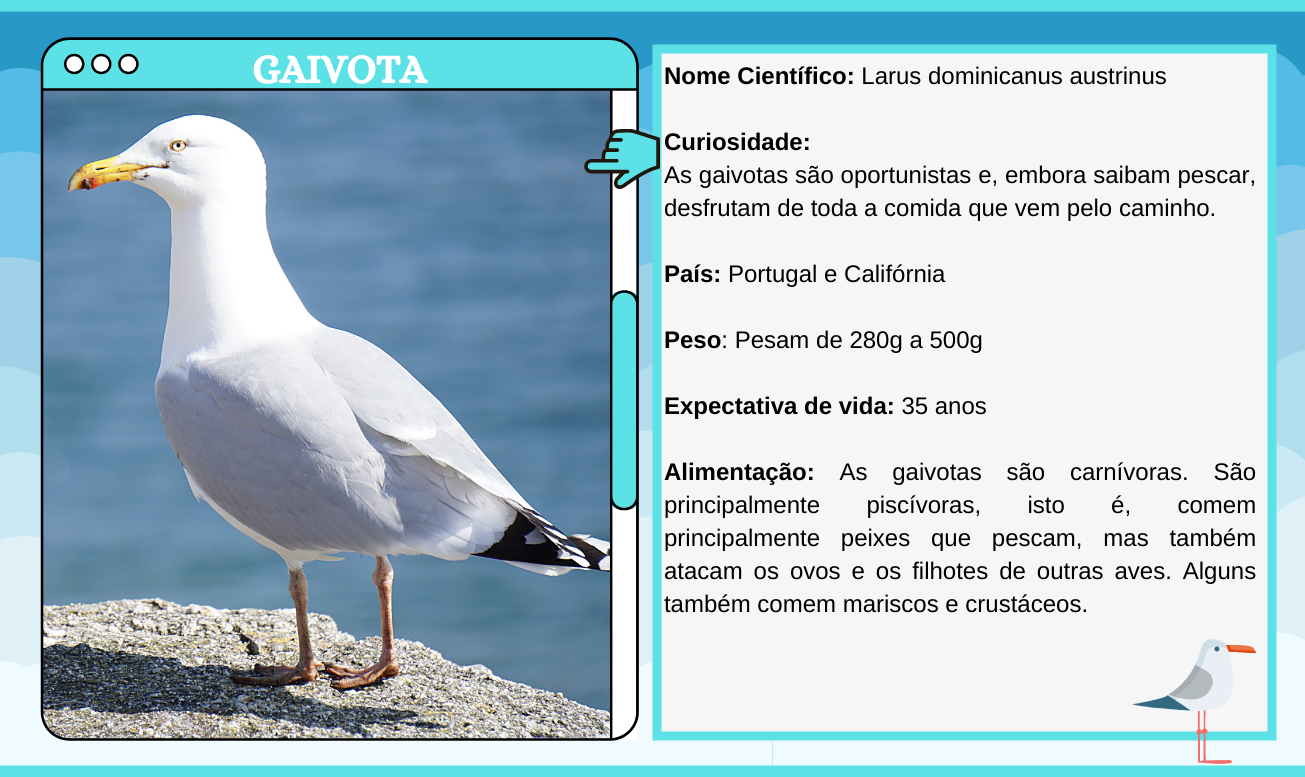 GAIVOTA
Nome Científico: Larus dominicanus austrinus
Curiosidade:
As gaivotas são oportunistas e, embora saibam pescar,
desfrutam de toda a comida que vem pelo caminho.
País: Portugal e Califórnia
Peso: Pesam de 280g a 500g
Expectativa de vida: 35 anos
Alimentação: As gaivotas são carnívoras. São
principalmente piscívoras, isto é, comem
principalmente peixes que pescam, mas também
atacam os ovos e os filhotes de outras aves. Alguns
também comem mariscos e crustáceos.